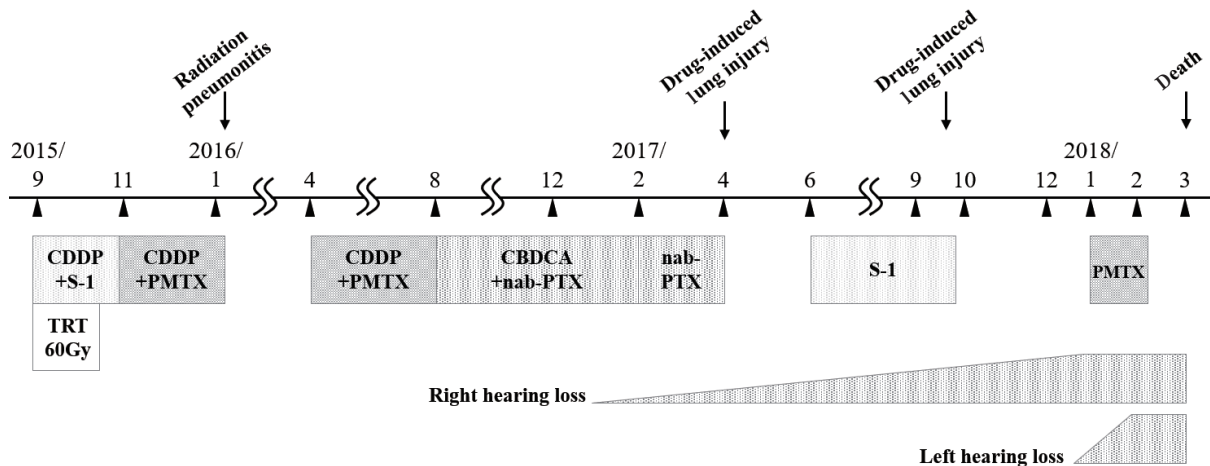 Radiation
pneumonitis
Drug-induced
lung injury
Drug-induced
lung injury
Death
2015/
2016/
2017/
2018/
9
11
1
4
8
12
2
4
6
9
10
12
1
2
3
CDDP
+S-1
CDDP
+PMTX
CDDP
+PMTX
CBDCA
+nab-PTX
nab-
PTX
S-1
PMTX
TRT
60Gy
Right hearing loss
Left hearing loss